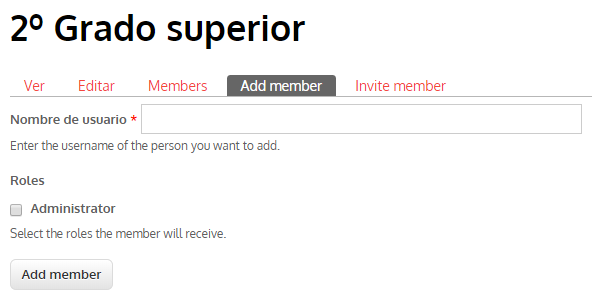 2º Grado superior
Ver Editar Members Add member Invite member
Nombre de usuario *
Enter the username of the person you want to add.
Roles
Administrator
Select the roles the member will receive.
Add member